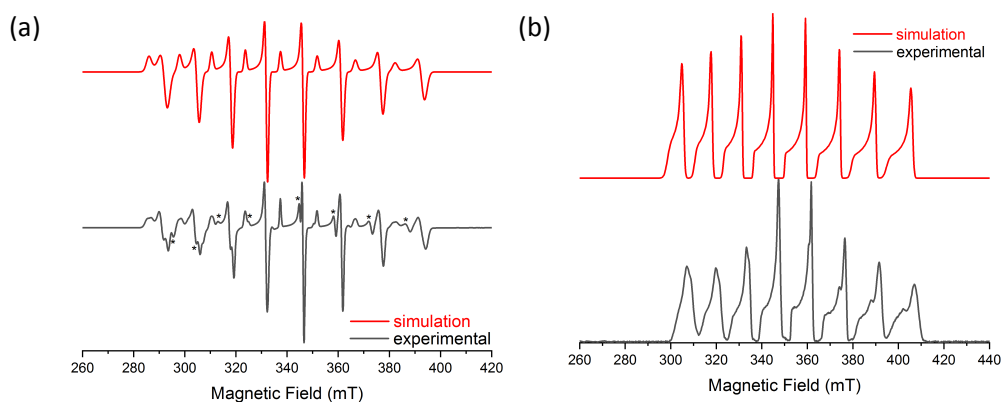 (a)
*
*
*
*
*
*
*
*
simulation
experimental
260 280 300 320 340 360 380 400 420
Magnetic Field (mT)
(b)
simulation
experimental
260 280 300 320 340 360 380 400 420 440
Magnetic Field (mT)